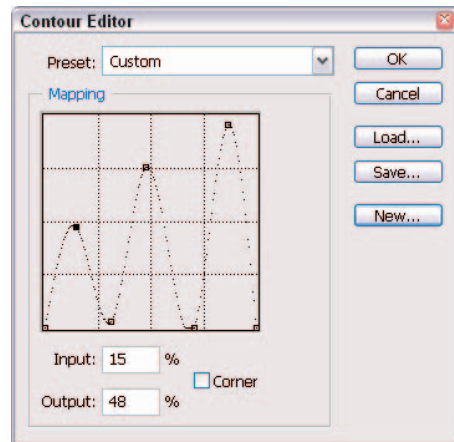 Contour Editor
Preset: Custom
OK
Cancel
Load...
Save...
New...
Mapping
Input: 15 %
Corner
Output: 48 %